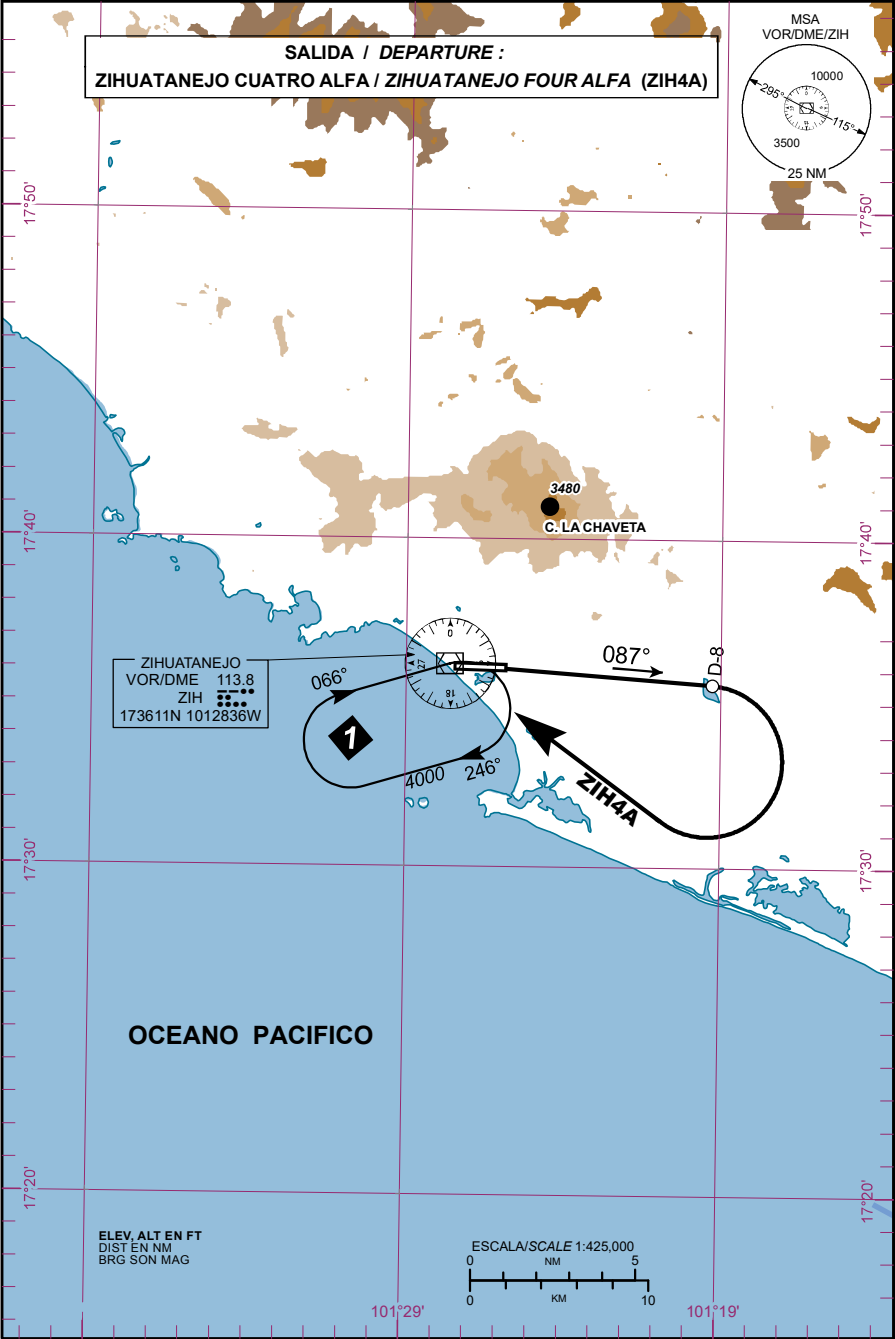 SALIDA / DEPARTURE :
ZIHUATANEJO CUATRO ALFA / ZIHUATANEJO FOUR ALFA (ZIH4A)
MSA
VOR/DME/ZIH
10000
295°
115°
3500
25 NM
17°50'
17°50'
3480
C. LA CHAVETA
17°40'
17°40'
ZIHUATANEJO
VOR/DME 113.8
ZIH
173611N 1012836W
0
27
18
087°
D-8
066°
1
4000 246°
ZIH4A
17°30'
17°30'
OCEANO PACIFICO
17°20'
17°20'
ELEV, ALT EN FT
DIST EN NM
BRG SON MAG
ESCALA/SCALE 1:425,000
0 NM 5
0 KM 10
101°29'
101°19'